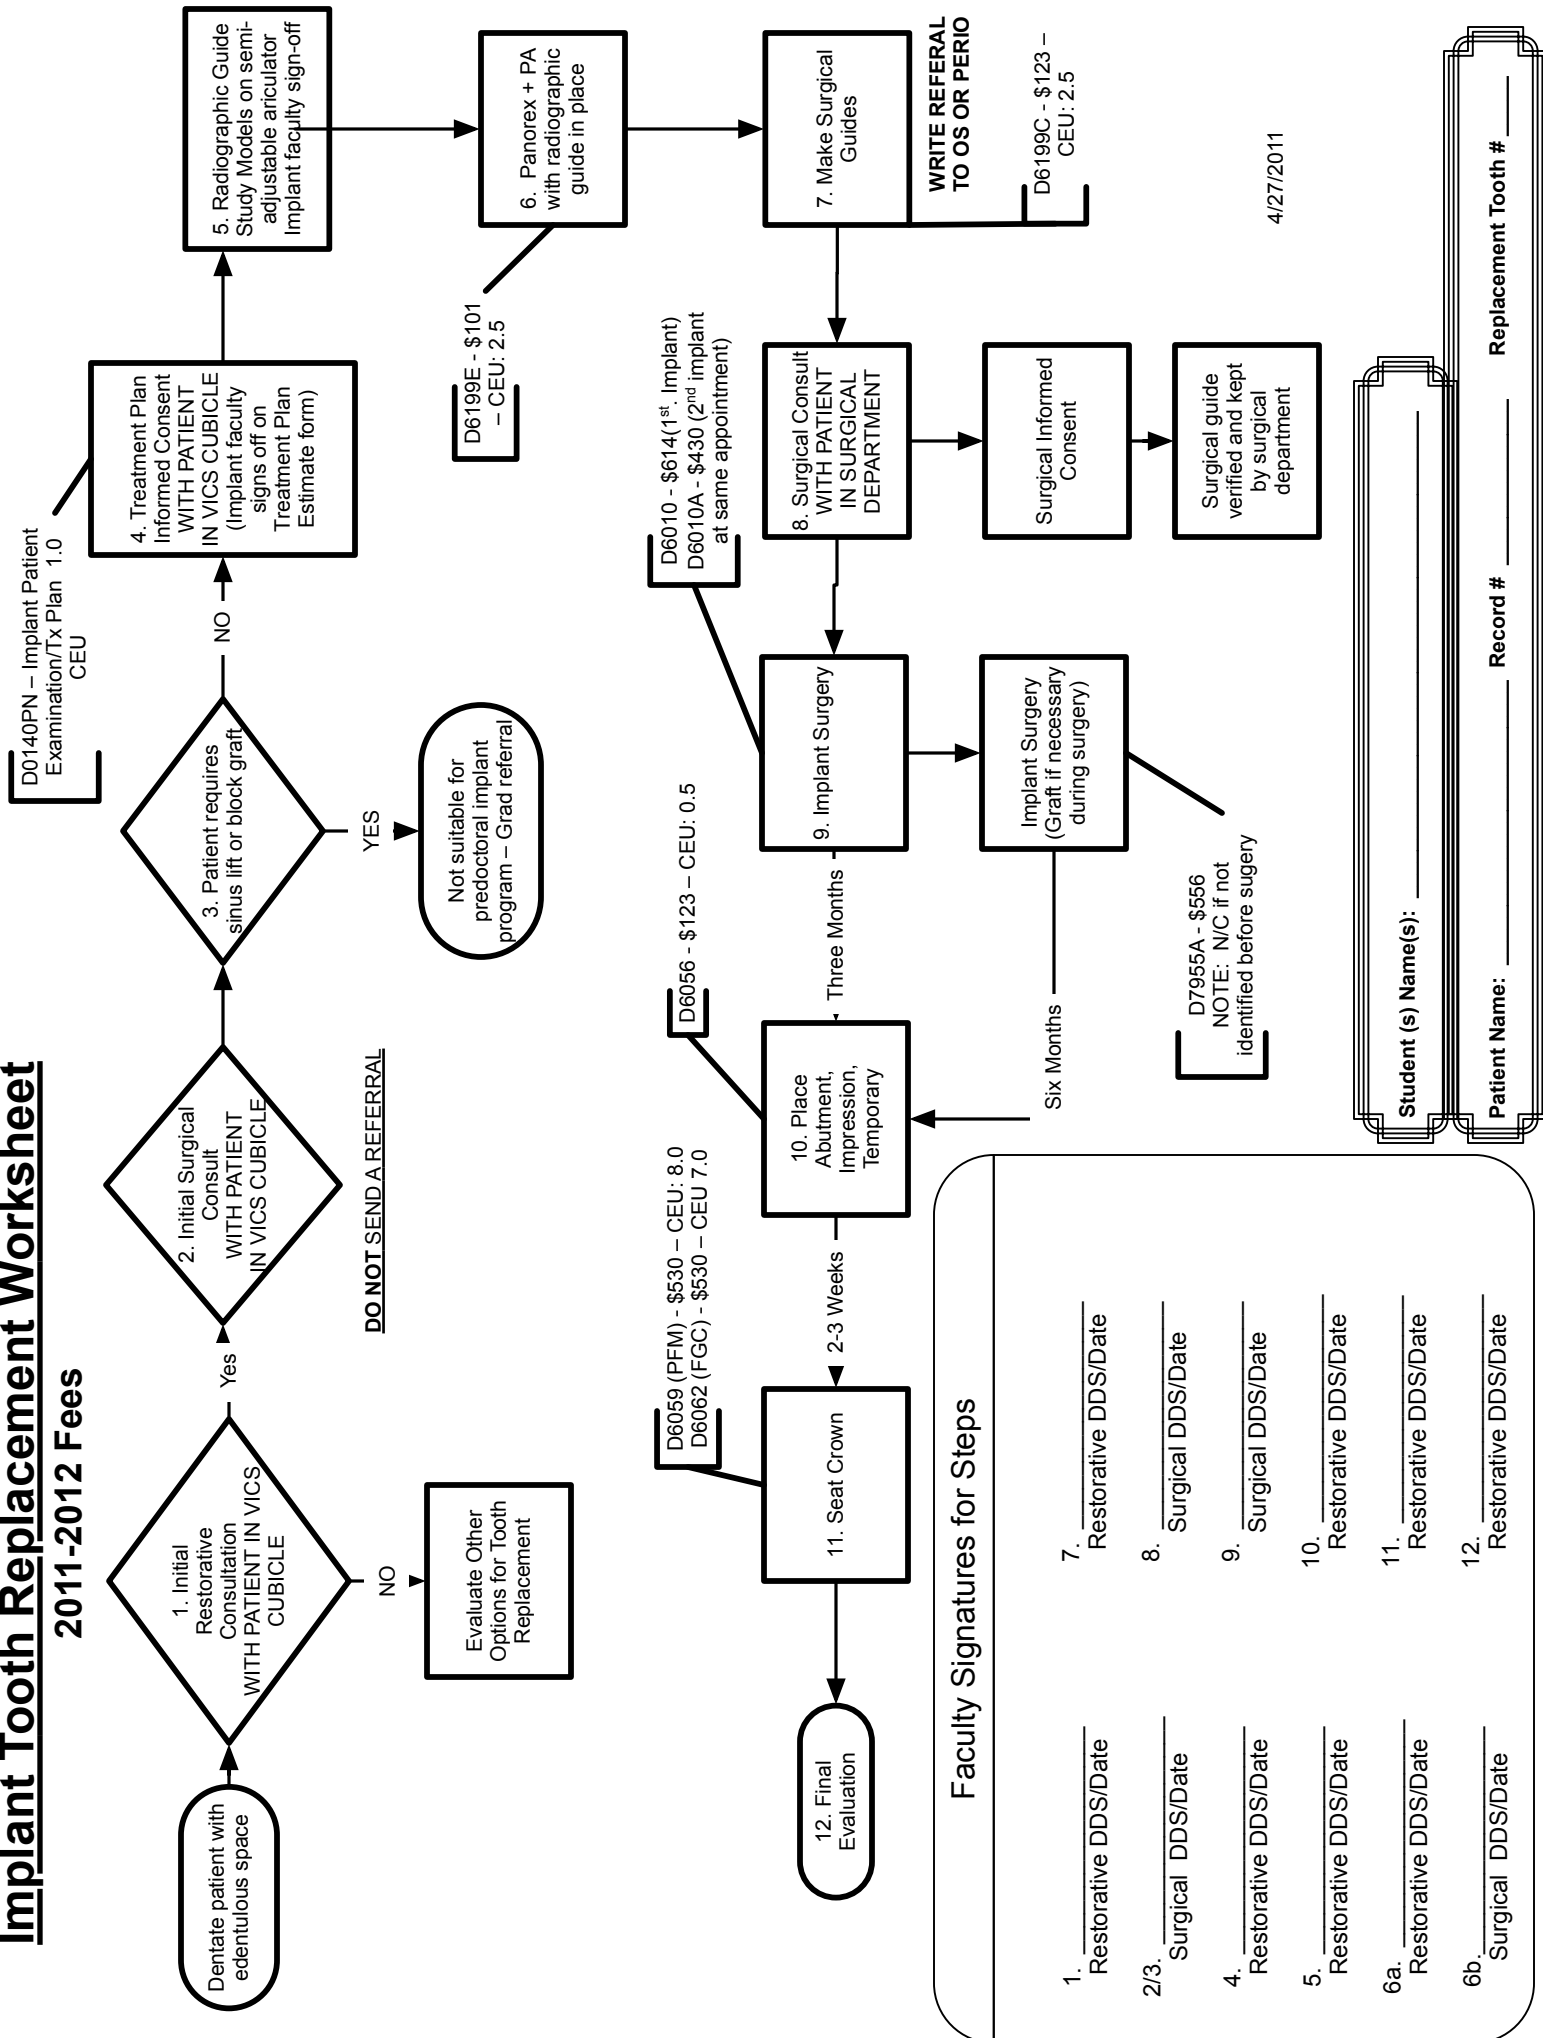 Implant Tooth Replacement Worksheet
2011-2012 Fees
Dentate patient with
edentulous space
1. Initial
Restorative
Consultation
WITH PATIENT IN VICS
CUBICLE
Yes
NO
Evaluate Other
Options for Tooth
Replacement
2. Initial Surgical
Consult
WITH PATIENT
IN VICS CUBICLE
DO NOT SEND A REFERRAL
3. Patient requires
sinus lift or block graft
NO
YES
Not suitable for
predoctoral implant
program – Grad referral
D0140PN – Implant Patient
Examination/Tx Plan 1.0
CEU
4. Treatment Plan
Informed Consent
WITH PATIENT
IN VICS CUBICLE
(Implant faculty
signs off on
Treatment Plan
Estimate form)
5. Radiographic Guide
Study Models on semi-
adjustable ariculator
Implant faculty sign-off
D6199E - $101
– CEU: 2.5
6. Panorex + PA
with radiographic
guide in place
7. Make Surgical
Guides
WRITE REFERAL
TO OS OR PERIO
D6199C - $123 –
CEU: 2.5
8. Surgical Consult
WITH PATIENT
IN SURGICAL
DEPARTMENT
Surgical Informed
Consent
Surgical guide
verified and kept
by surgical
department
D6010 - $614(1st. Implant)
D6010A - $430 (2nd implant
at same appointment)
9. Implant Surgery
Implant Surgery
(Graft if necessary
during surgery)
D7955A - $556
NOTE: N/C if not
identified before sugery
Three Months
Six Months
D6056 - $123 – CEU: 0.5
10. Place
Abutment,
Impression,
Temporary
2-3 Weeks
D6059 (PFM) - $530 – CEU: 8.0
D6062 (FGC) - $530 – CEU 7.0
11. Seat Crown
12. Final
Evaluation
4/27/2011
Faculty Signatures for Steps
1.
Restorative DDS/Date
2/3.
Surgical DDS/Date
4.
Restorative DDS/Date
5.
Restorative DDS/Date
6a.
Restorative DDS/Date
6b.
Surgical DDS/Date
7.
Restorative DDS/Date
8.
Surgical DDS/Date
9.
Surgical DDS/Date
10.
Restorative DDS/Date
11.
Restorative DDS/Date
12.
Restorative DDS/Date
Student (s) Name(s):
Patient Name: Record # Replacement Tooth #